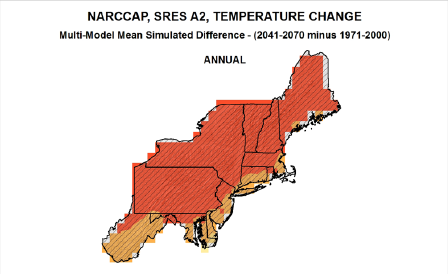 NARCCAP, SRES A2, TEMPERATURE CHANGE
Multi-Model Mean Simulated Difference - (2041-2070 minus 1971-2000)
ANNUAL